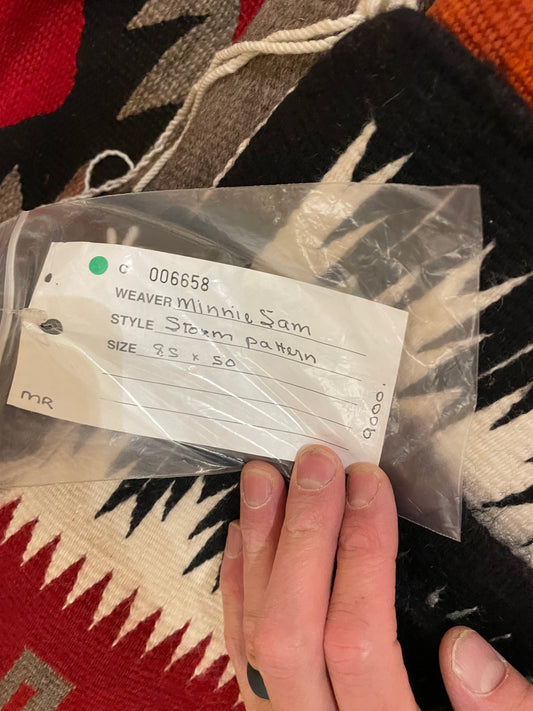 C 006658
WEAVER Minnie Sam
STYLE Storm pattern
SIZE 85 x 50
MR
9000.